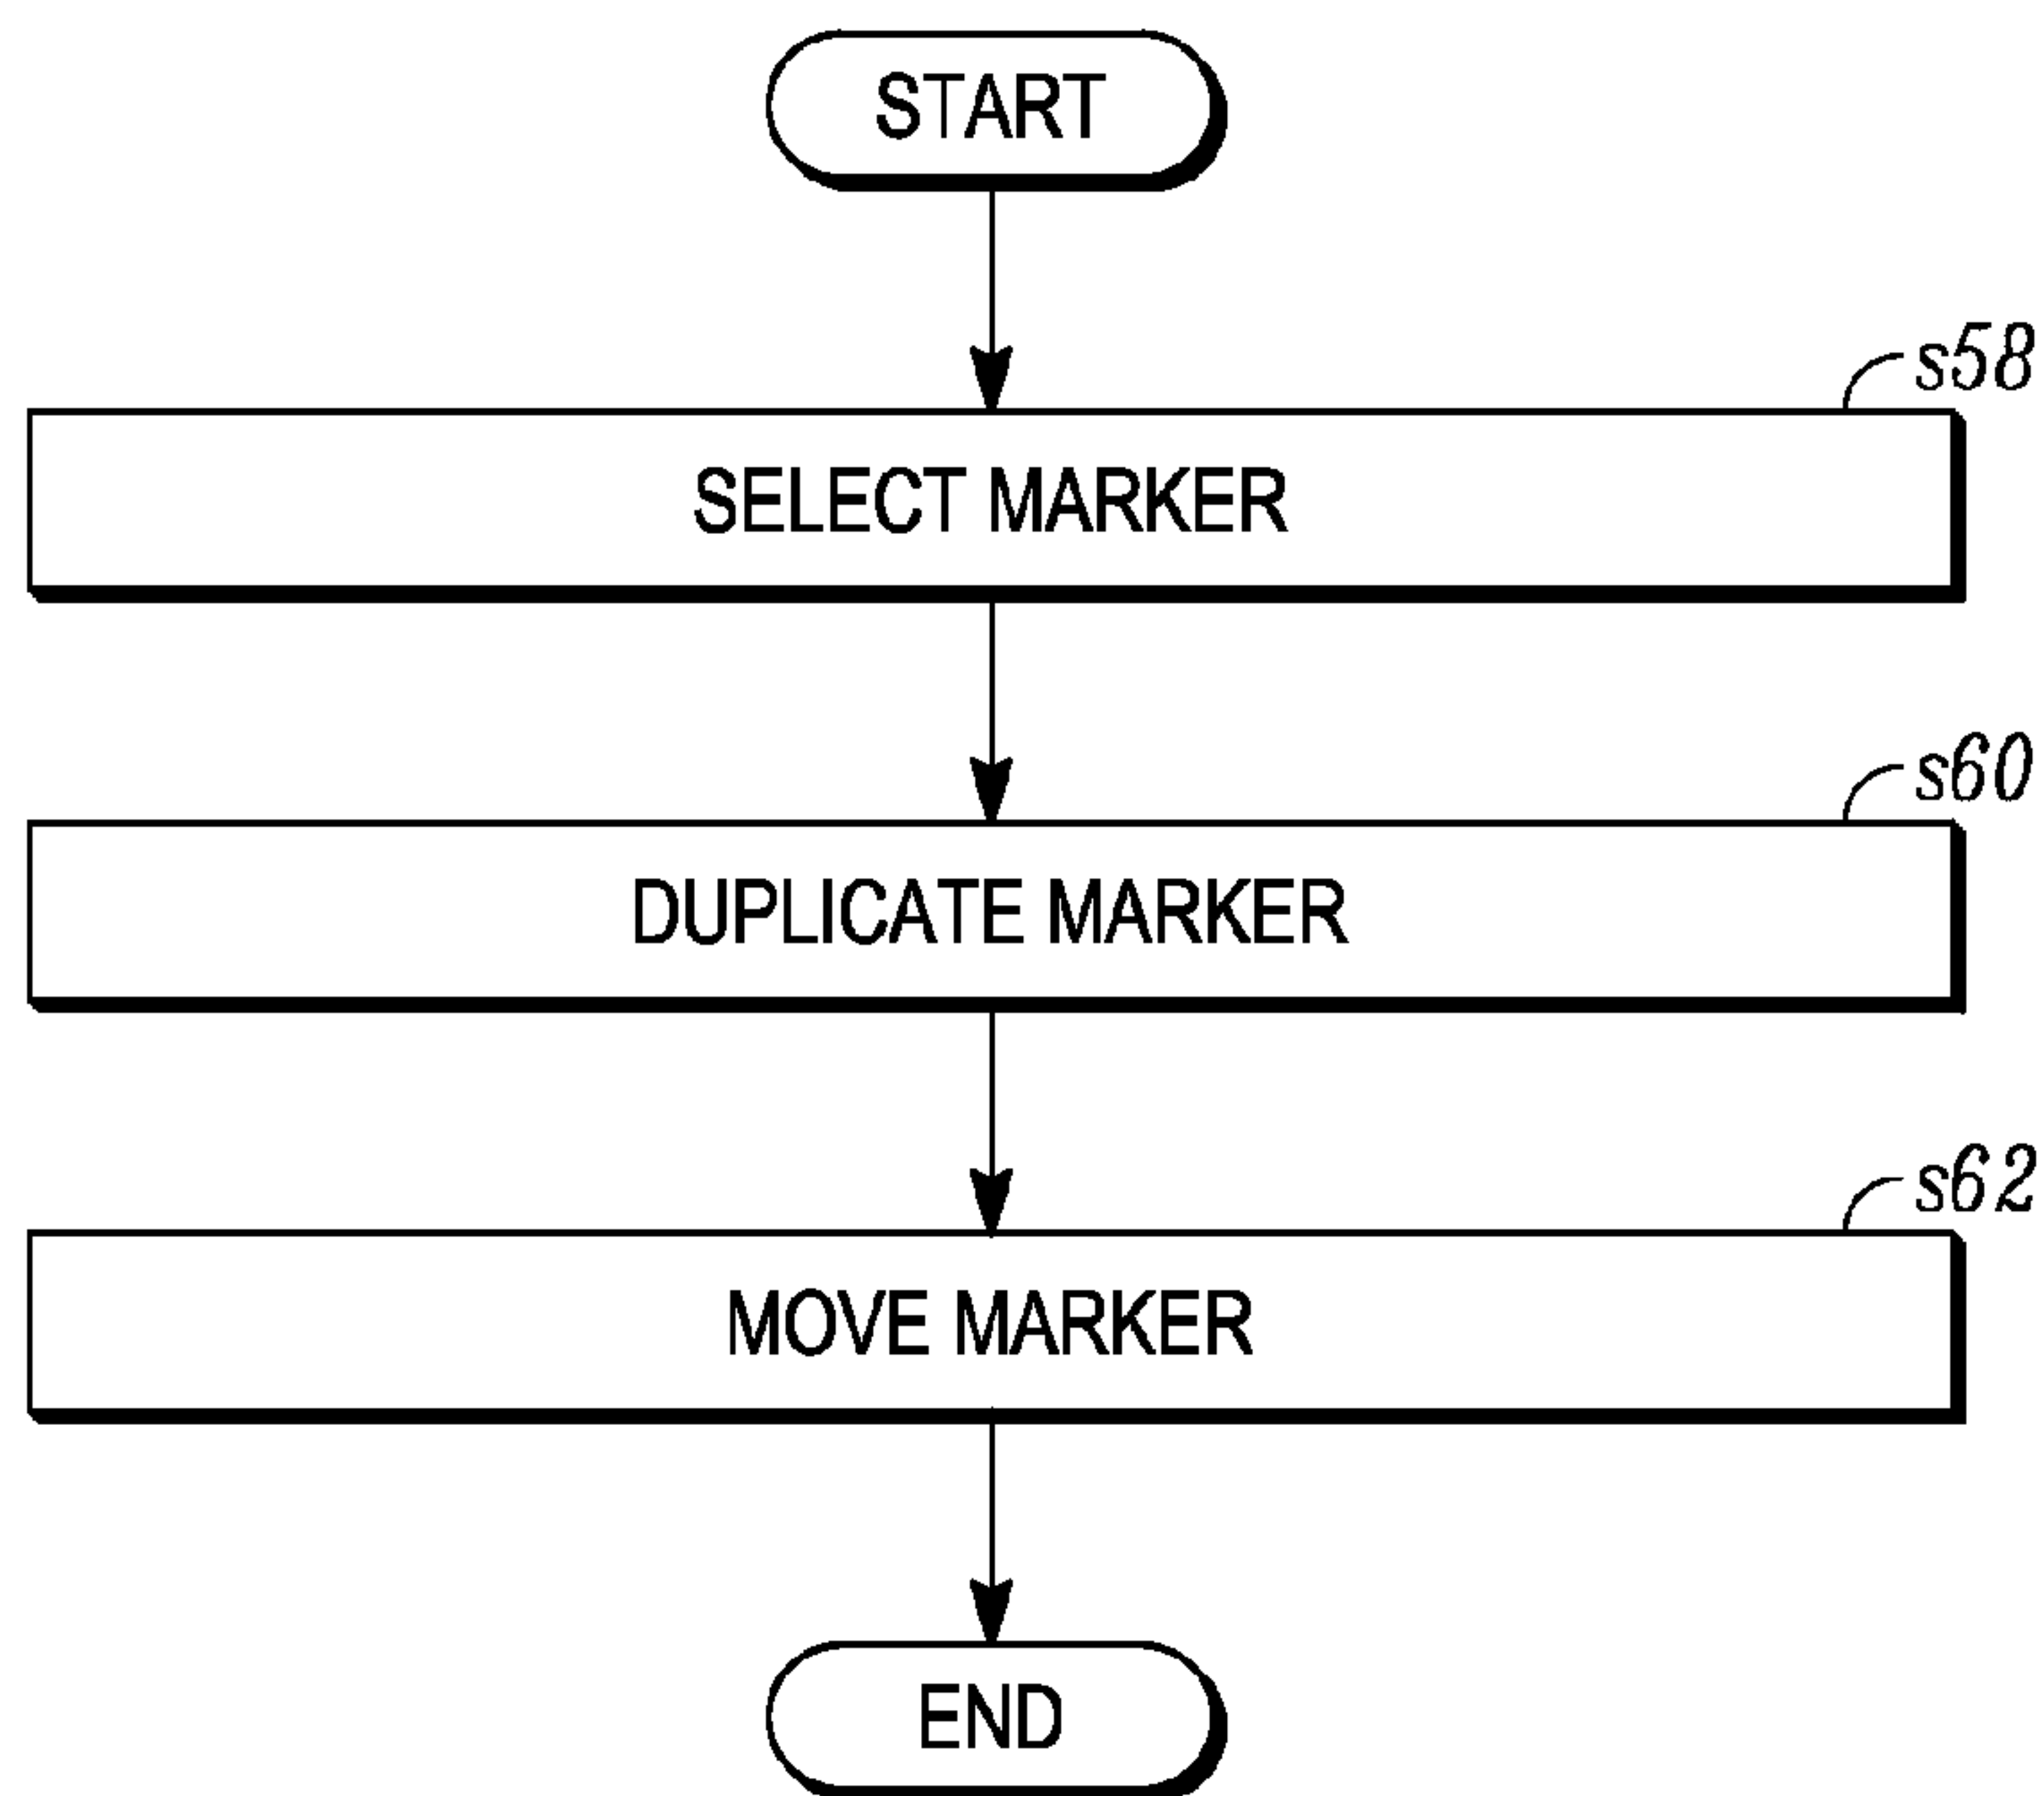 START
s58
SELECT MARKER
s60
DUPLICATE MARKER
s62
MOVE MARKER
END